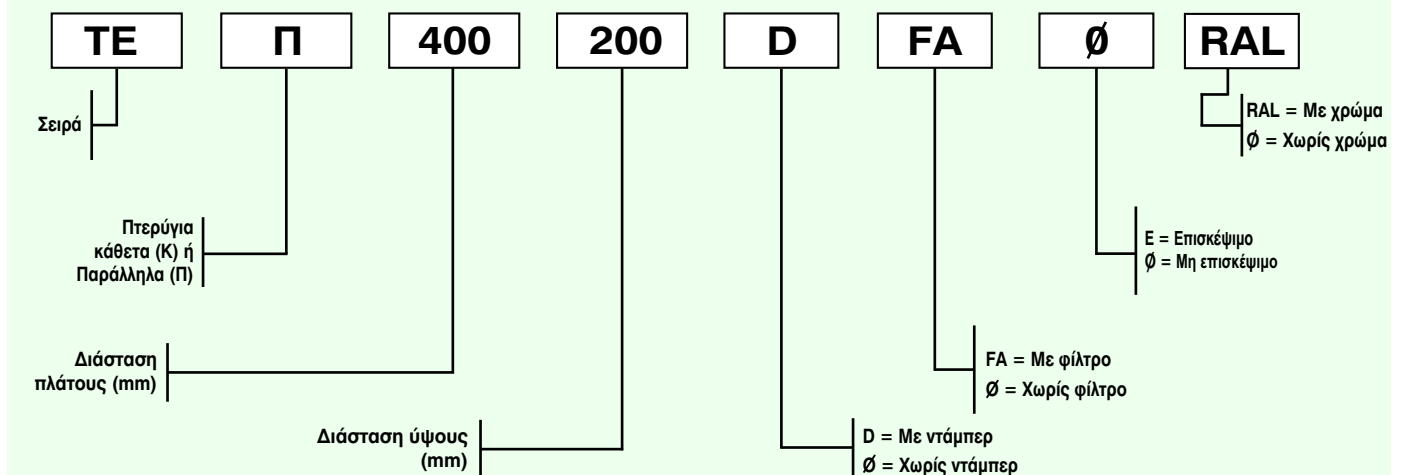 TE Π 400 200 D FA Ø RAL
Σειρά
RAL = Με χρώμα
Ø = Χωρίς χρώμα
Πτερύγια
κάθετα (Κ) ή
Παράλληλα (Π)
E = Επισκέψιμο
Ø = Μη επισκέψιμο
Διάσταση
πλάτους (mm)
FA = Με φίλτρο
Ø = Χωρίς φίλτρο
Διάσταση ύψους
(mm)
D = Με ντάμπερ
Ø = Χωρίς ντάμπερ